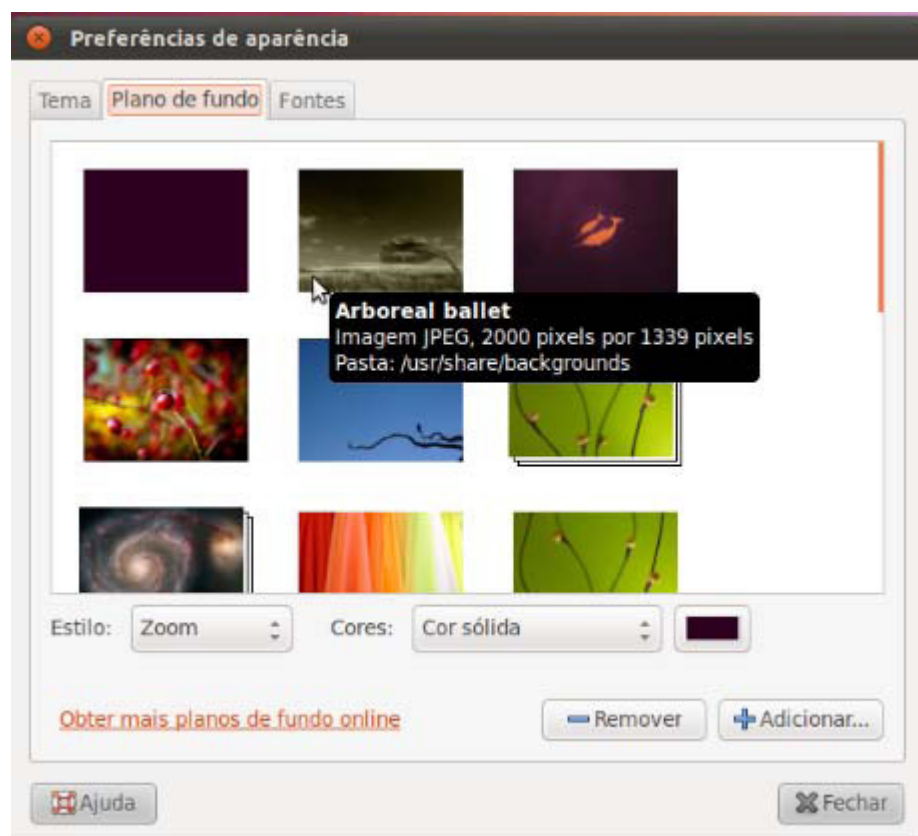 Preferências de aparência
Tema Plano de fundo Fontes
Arboreal ballet
Imagem JPEG, 2000 pixels por 1339 pixels
Pasta: /usr/share/backgrounds
Estilo: Zoom Cores: Cor sólida
Obter mais planos de fundo online Remover Adicionar...
Ajuda Fechar